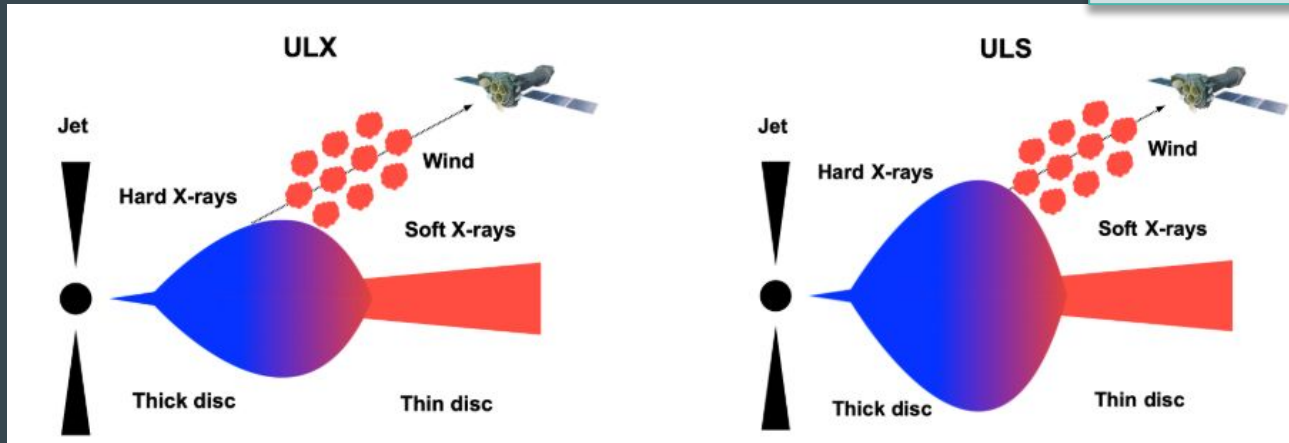 ULX
Jet
Wind
Hard X-rays
Soft X-rays
Thick disc
Thin disc
ULS
Jet
Wind
Hard X-rays
Soft X-rays
Thick disc
Thin disc